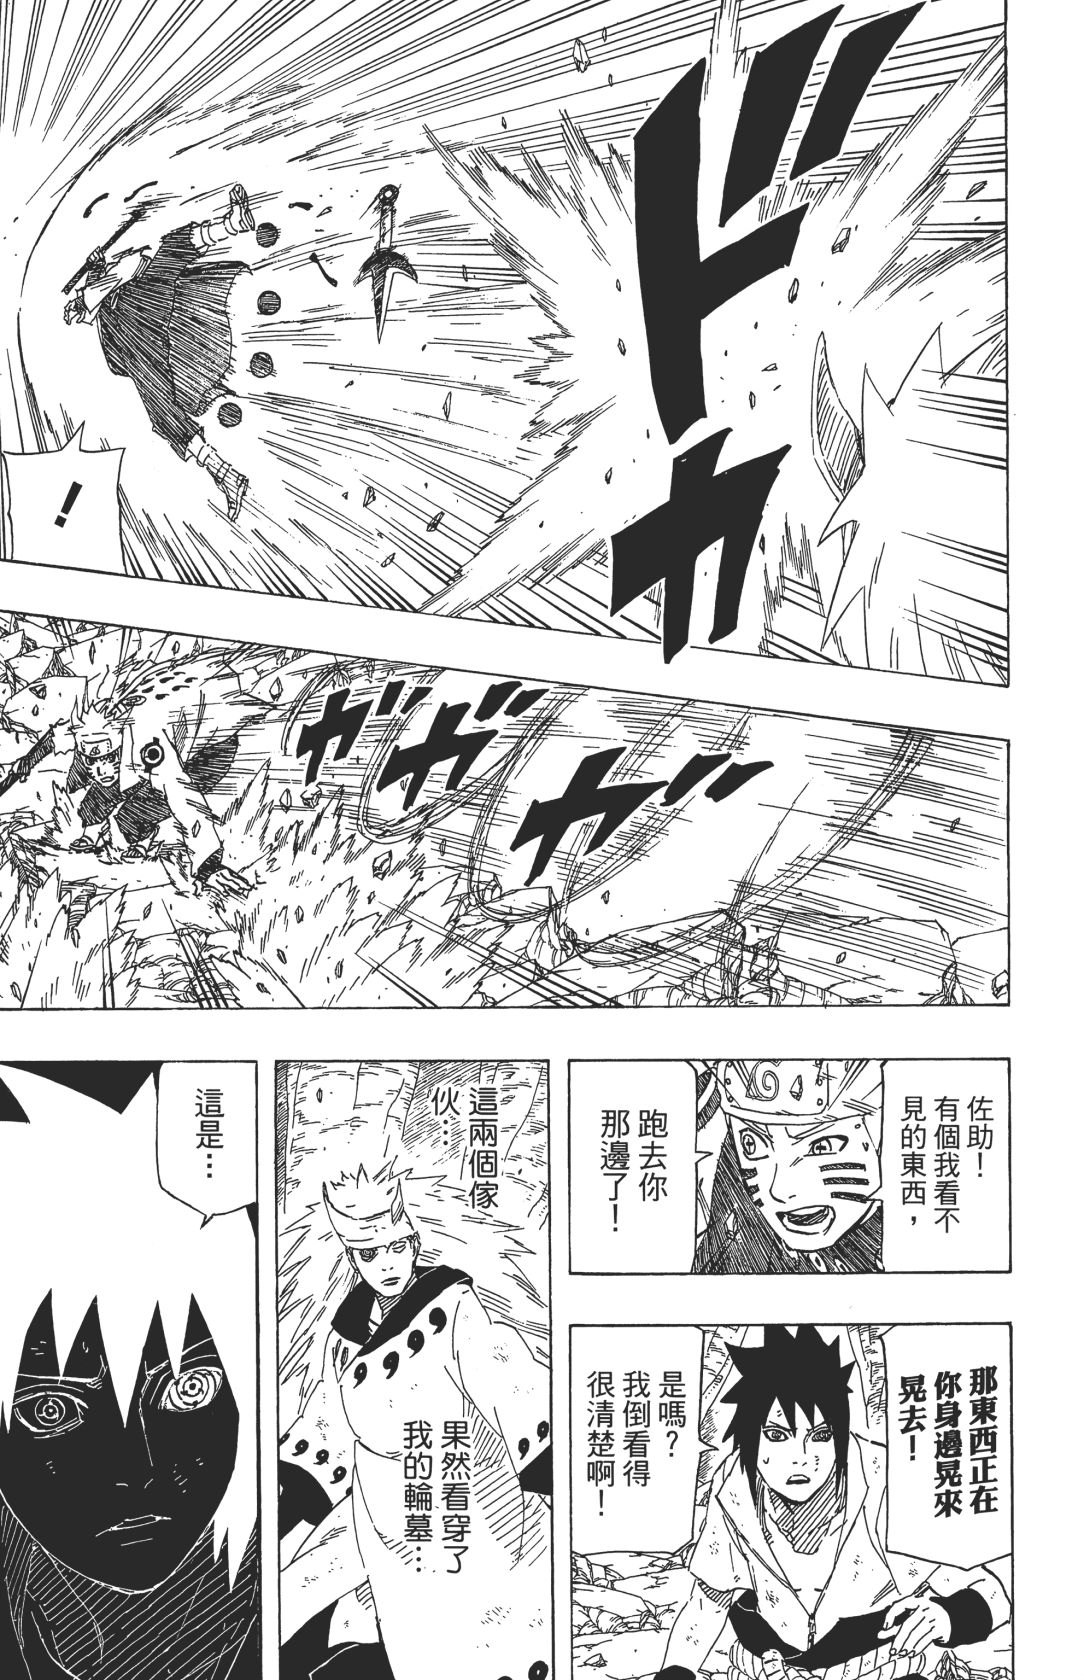 ドカ
！
ガガガ
佐助！
有個我看不
見的東西，
跑去你
那邊了！
那東西正在
你身邊晃來
晃去！
是嗎？
我倒看得
很清楚啊！
這兩個傢
伙…
果然看穿了
我的輪墓…
這是…